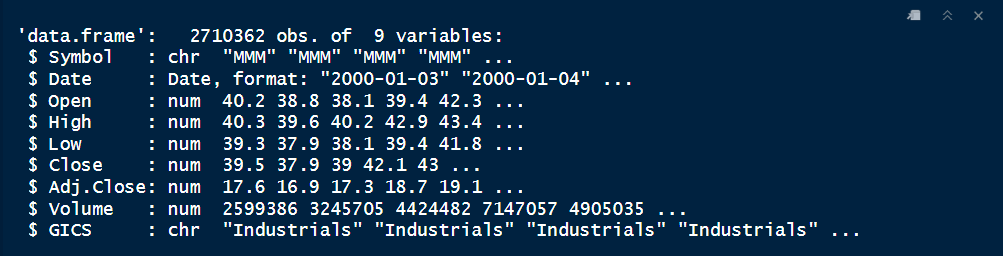 'data.frame':   2710362 obs. of  9 variables:
 $ Symbol   : chr  "MMM" "MMM" "MMM" "MMM" ...
 $ Date     : Date, format: "2000-01-03" "2000-01-04" ...
 $ Open     : num  40.2 38.8 38.1 39.4 42.3 ...
 $ High     : num  40.3 39.6 40.2 42.9 43.4 ...
 $ Low      : num  39.3 37.9 38.1 39.4 41.8 ...
 $ Close    : num  39.5 37.9 39 42.1 43 ...
 $ Adj.Close: num  17.6 16.9 17.3 18.7 19.1 ...
 $ Volume   : num  2599386 3245705 4424482 7147057 4905035 ...
 $ GICS     : chr  "Industrials" "Industrials" "Industrials" "Industrials" ...